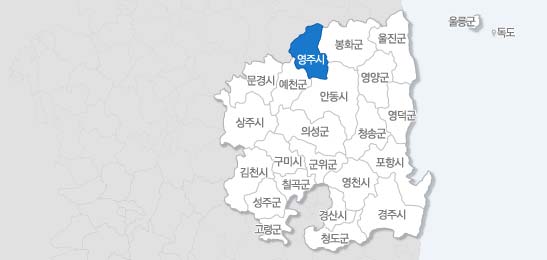 울릉군
독도
울진군
봉화군
영주시
문경시
예천군
영양군
안동시
영덕군
상주시
의성군
청송군
구미시
군위군
포항시
김천시
칠곡군
영천시
성주군
경산시
경주시
고령군
청도군